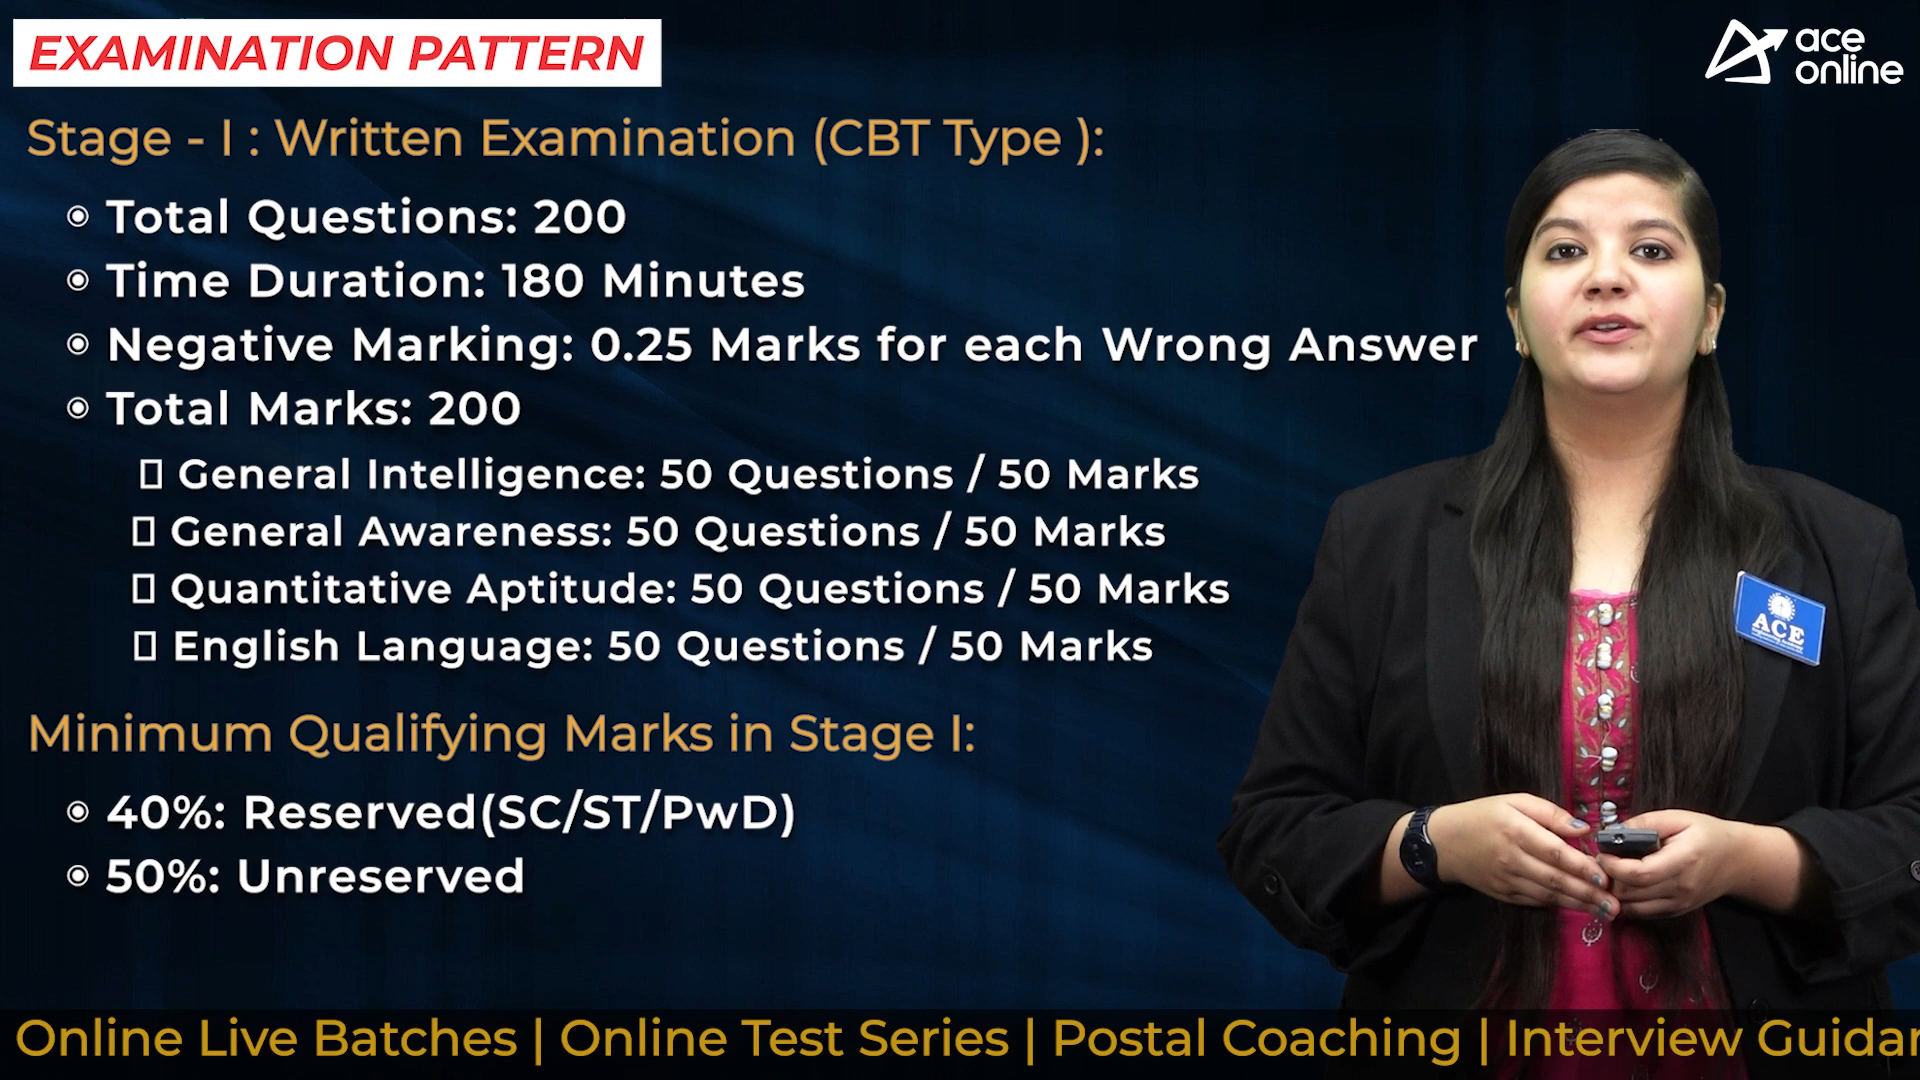 EXAMINATION PATTERN
ace
online
Stage - I : Written Examination (CBT Type ):
Total Questions: 200
Time Duration: 180 Minutes
Negative Marking: 0.25 Marks for each Wrong Answer
Total Marks: 200
General Intelligence: 50 Questions / 50 Marks
General Awareness: 50 Questions / 50 Marks
Quantitative Aptitude: 50 Questions / 50 Marks
English Language: 50 Questions / 50 Marks
ACE
Minimum Qualifying Marks in Stage I:
40%: Reserved(SC/ST/PwD)
50%: Unreserved
Online Live Batches | Online Test Series | Postal Coaching | Interview Guidan